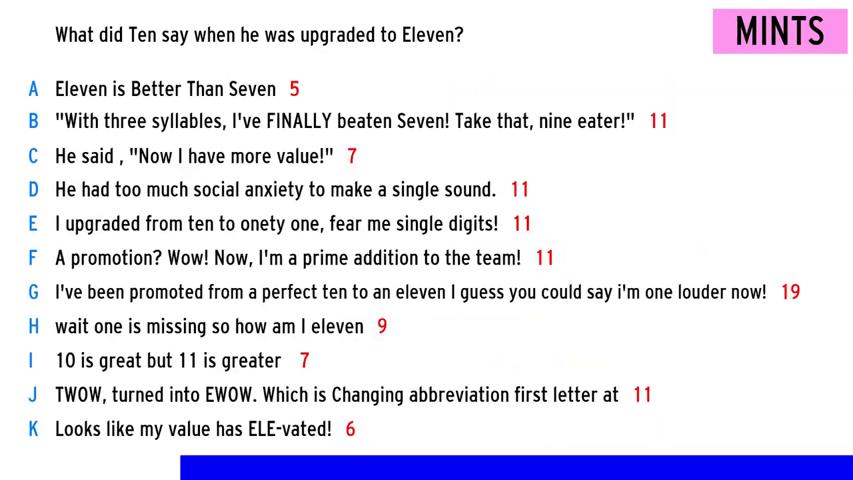 What did Ten say when he was upgraded to Eleven?
MINTS
A Eleven is Better Than Seven 5
B "With three syllables, I've FINALLY beaten Seven! Take that, nine eater!" 11
C He said , "Now I have more value!" 7
D He had too much social anxiety to make a single sound. 11
E I upgraded from ten to onety one, fear me single digits! 11
F A promotion? Wow! Now, I'm a prime addition to the team! 11
G I've been promoted from a perfect ten to an eleven I guess you could say i'm one louder now! 19
H wait one is missing so how am I eleven 9
I 10 is great but 11 is greater 7
J TWOW, turned into EWOW. Which is Changing abbreviation first letter at 11
K Looks like my value has ELE-vated! 6